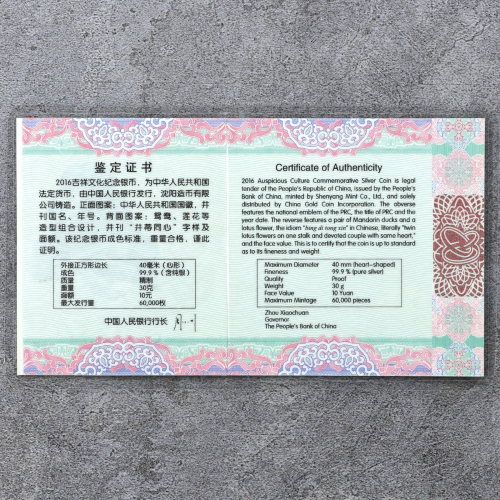 鉴定证书
2016吉祥文化纪念银币，为中华人民共和国
法定货币，由中国人民银行发行，沈阳造币有限
公司铸造。正面图案：中华人民共和国国徽，并
刊国名、年号。背面图案：鸳鸯、莲花等
造型组合设计，并刊“并蒂同心”字样及
面额。该纪念银币成色标准，重量合格，谨此
证明。
外接正方形边长 40毫米（心形）
成色 99.9％（含纯银）
质量 精制
重量 30克
面额 10元
最大发行量 60,000枚
中国人民银行行长
Certificate of Authenticity
2016 Auspicious Culture Commemorative Silver Coin is legal
tender of the People's Republic of China, issued by the People's
Bank of China, minted by Shenyang Mint Co., Ltd., and solely
distributed by China Gold Coin Incorporation. The obverse
features the national emblem of the PRC, the title of PRC and the
year date. The reverse features a pair of Mandarin ducks and a
lotus flower, the idiom "bing di tong xin" in Chinese, literally "twin
lotus flowers on one stalk and devoted couple with same heart,"
and the face value. This is to certify that the coin is up to standard
as to its fineness and weight.
Maximum Diameter 40 mm (heart-shaped)
Fineness 99.9 % (pure silver)
Quality Proof
Weight 30 g
Face Value 10 Yuan
Maximum Mintage 60,000 pieces
Zhou Xiaochuan
Governor
The People's Bank of China